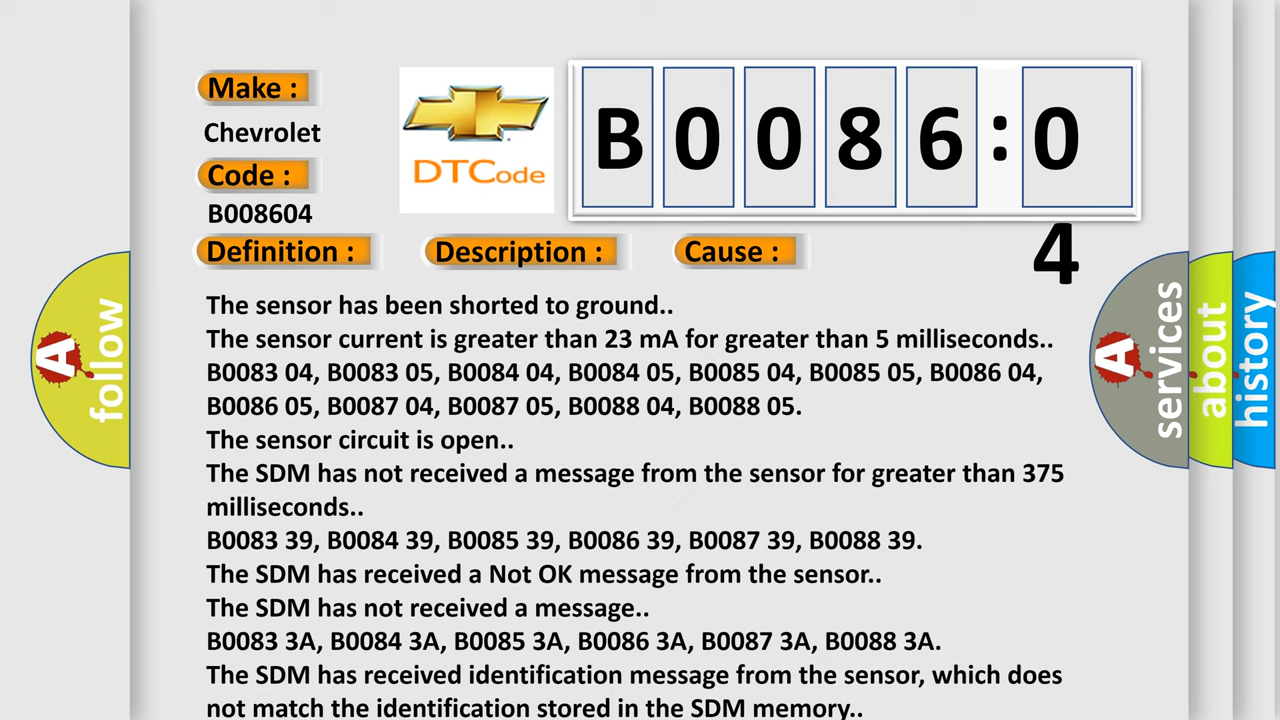 Make :
Chevrolet
Code :
B008604
DTCode
B0086:0
4
Definition :
Description :
Cause :
The sensor has been shorted to ground..
The sensor current is greater than 23 mA for greater than 5 milliseconds..
B0083 04, B0083 05, B0084 04, B0084 05, B0085 04, B0085 05, B0086 04,
B0086 05, B0087 04, B0087 05, B0088 04, B0088 05.
The sensor circuit is open..
The SDM has not received a message from the sensor for greater than 375
milliseconds..
B0083 39, B0084 39, B0085 39, B0086 39, B0087 39, B0088 39.
The SDM has received a Not OK message from the sensor..
The SDM has not received a message..
B0083 3A, B0084 3A, B0085 3A, B0086 3A, B0087 3A, B0088 3A.
The SDM has received identification message from the sensor, which does
not match the identification stored in the SDM memory..
A
follow
A
services
about
history